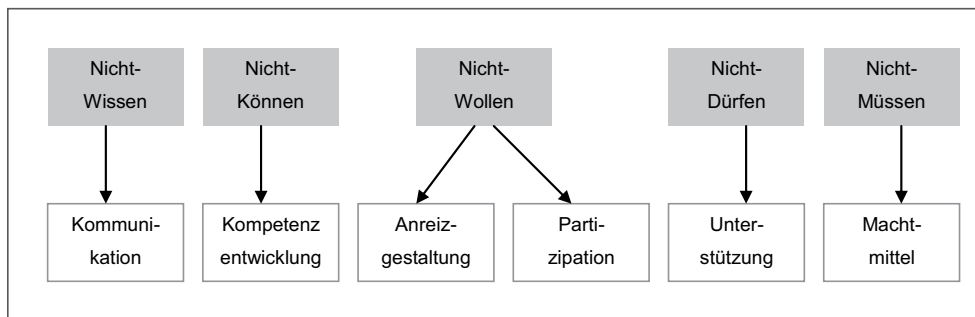 Nicht-
Wissen
Nicht-
Können
Nicht-
Wollen
Nicht-
Dürfen
Nicht-
Müssen
Kommuni-
kation
Kompetenz
entwicklung
Anreiz-
gestaltung
Parti-
zipation
Unter-
stützung
Macht-
mittel